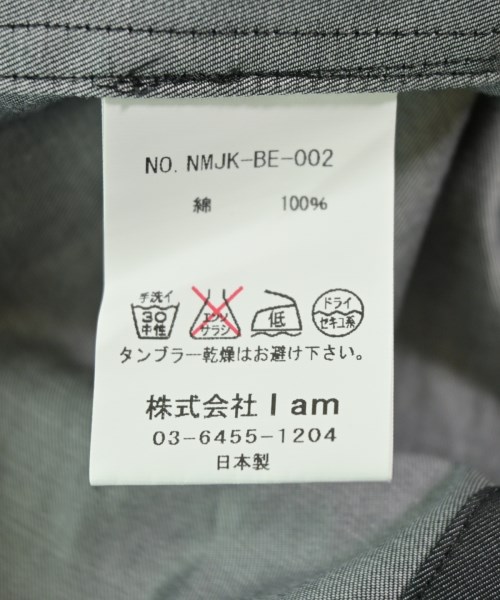 NO. NMJK-BE-002
綿 100%
手洗イ
30
中性
エンソ
サラシ
低
ドライ
セキユ系
タンブラー乾燥はお避け下さい。
株式会社 I am
03-6455-1204
日本製